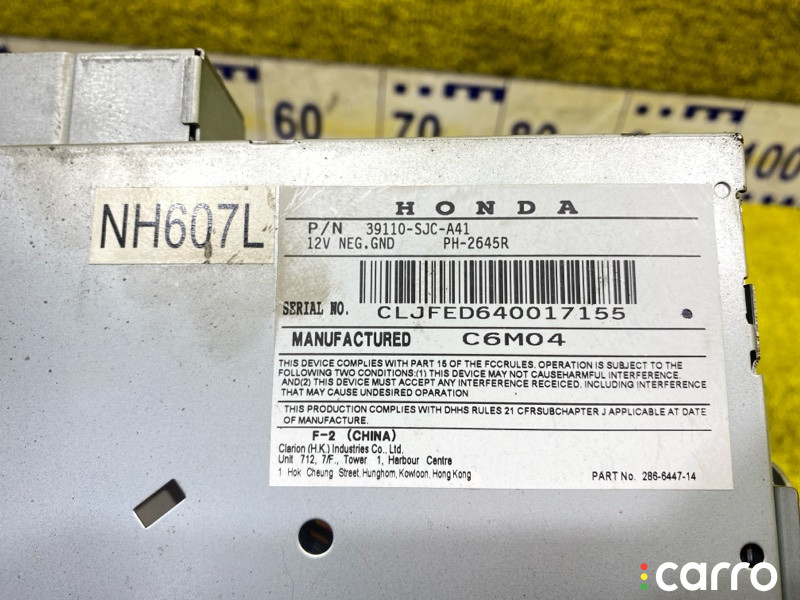 60
70
80
100
NH607L
HONDA
P/N 39110-SJC-A41
12V NEG.GND PH-2645R
SERIAL NO. CLJFED640017155
MANUFACTURED C6M04
THIS DEVICE COMPLIES WITH PART 15 OF THE FCCRULES. OPERATION IS SUBJECT TO THE
FOLLOWING TWO CONDITIONS:(1) THIS DEVICE MAY NOT CAUSEHARMFUL INTERFERENCE.
AND(2) THIS DEVICE MUST ACCEPT ANY INTERFERENCE RECEIVED, INCLUDING INTERFERENCE
THAT MAY CAUSE UNDESIRED OPARATION
THIS PRODUCTION COMPLIES WITH DHHS RULES 21 CFRSUBCHAPTER J APPLICABLE AT DATE
OF MANUFACTURE.
F-2 (CHINA)
Clarion (H.K.) Industries Co., Ltd.
Unit 712, 7/F., Tower 1, Harbour Centre
1 Hok Cheung Street, Hunghom, Kowloon, Hong Kong
PART No. 286-6447-14
carro